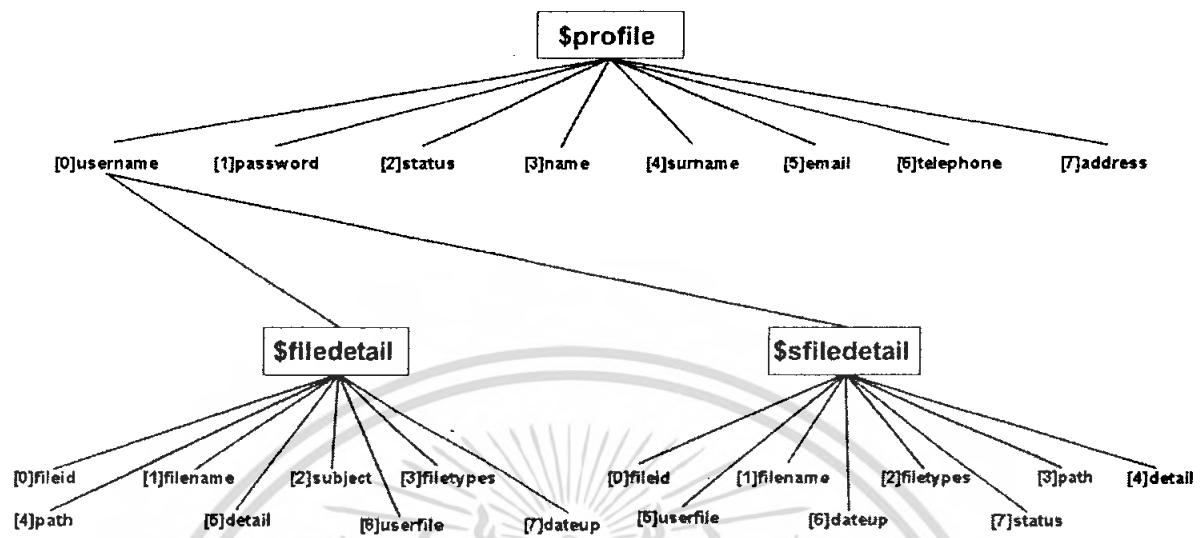 $profile
[0]username [1]password [2]status [3]name [4]surname [5]email [6]telephone [7]address
$filedetail $sfiledetail
[0]fileid [1]filename [2]subject [3]filetypes [0]fileid [1]filename [2]filetypes [3]path [4]detail
[4]path [5]detail [6]userfile [7]dateup [5]userfile [6]dateup [7]status